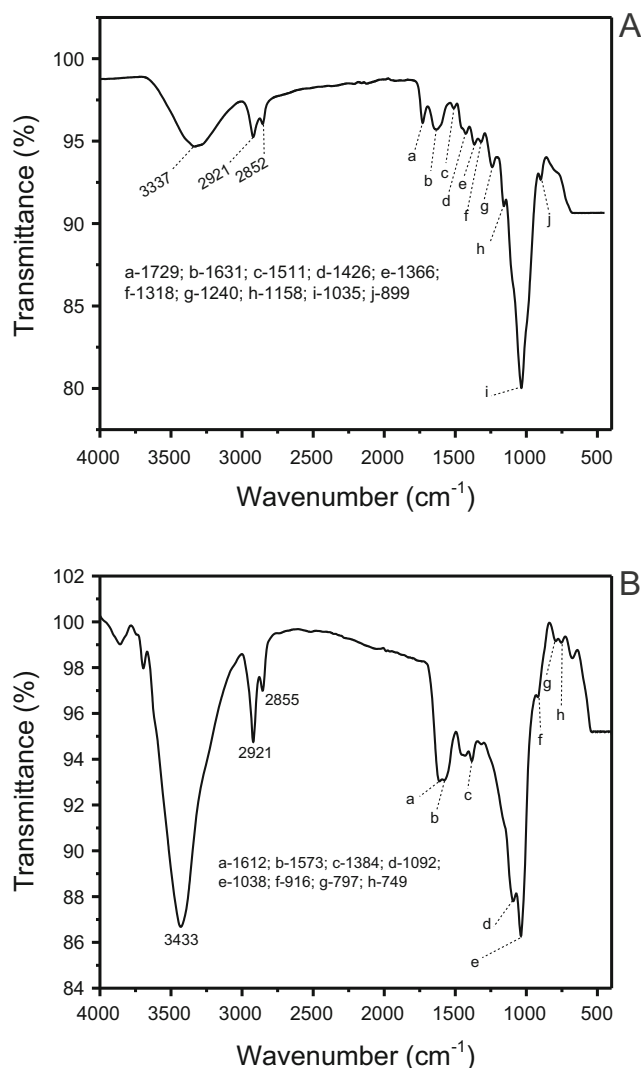 A
Transmittance (%)
100
95
90
85
80
3337
2921
2852
a
b
c
d
e
f
g
h
i
j
a-1729; b-1631; c-1511; d-1426; e-1366;
f-1318; g-1240; h-1158; i-1035; j-899
4000 3500 3000 2500 2000 1500 1000 500
Wavenumber (cm⁻¹)
B
Transmittance (%)
102
100
98
96
94
92
90
88
86
84
3433
2921
2855
a
b
c
d
e
f
g
h
a-1612; b-1573; c-1384; d-1092;
e-1038; f-916; g-797; h-749
4000 3500 3000 2500 2000 1500 1000 500
Wavenumber (cm⁻¹)